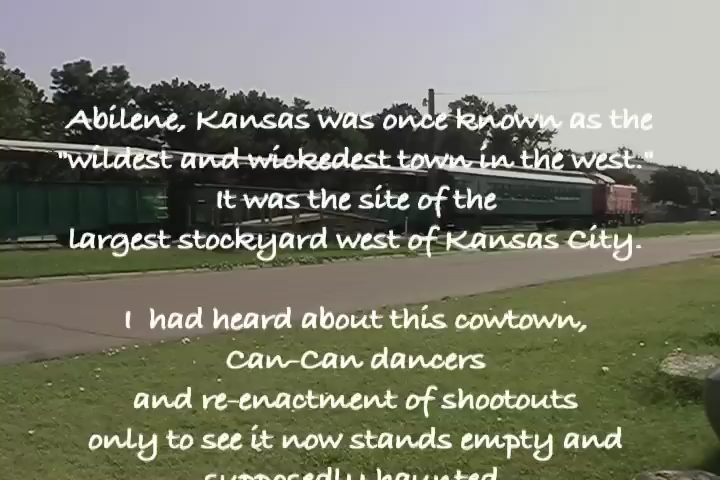 Abilene, Kansas was once known as the
"wildest and wickedest town in the west."
It was the site of the
largest stockyard west of Kansas City.
I had heard about this cowtown,
Can-Can dancers
and re-enactment of shootouts
only to see it now stands empty and
supposedly haunted